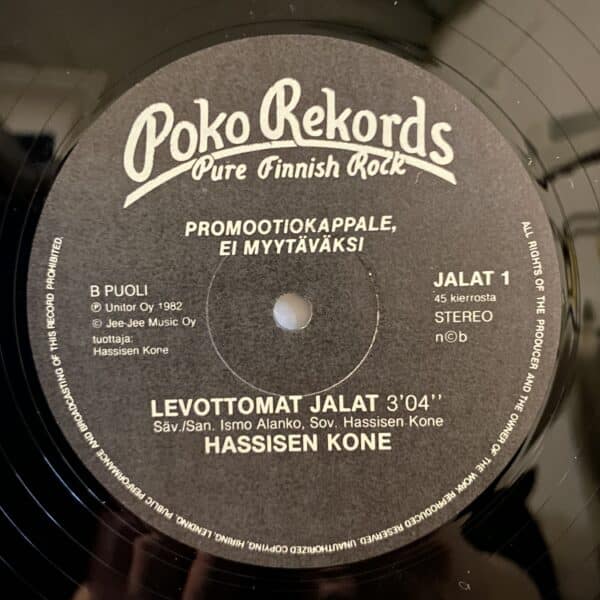 Poko Rekords
Pure Finnish Rock
PROMOOTIOKAPPALE,
EI MYYTÄVÄKSI
B PUOLI
Ⓟ Unitor Oy 1982
© Jee-Jee Music Oy
tuottaja:
Hassisen Kone
JALAT 1
45 kierrosta
STEREO
n©b
LEVOTTOMAT JALAT 3'04''
Säv./San. Ismo Alanko, Sov. Hassisen Kone
HASSISEN KONE
ALL RIGHTS OF THE PRODUCER AND THE OWNER OF THE WORK REPRODUCED RESERVED. UNAUTHORIZED COPYING, HIRING, LENDING, PUBLIC PERFORMANCE AND BROADCASTING OF THIS RECORD PROHIBITED.